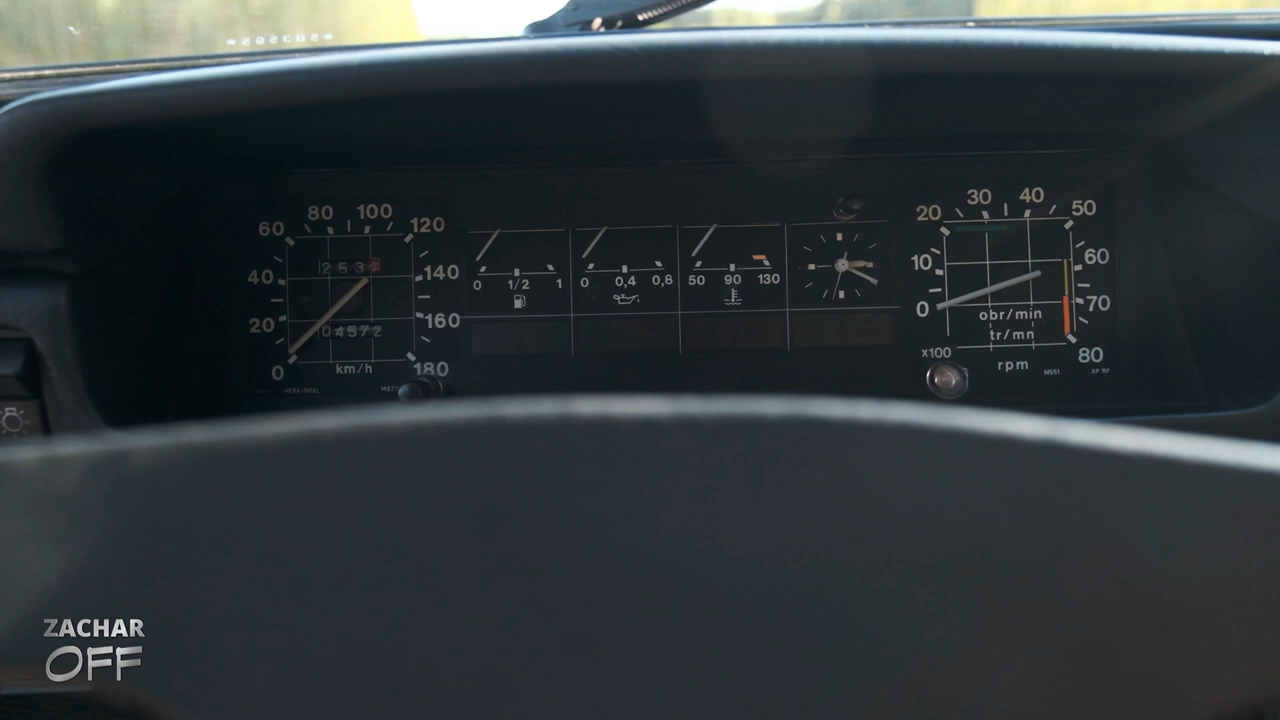 60 80 100 120
40 140
20 160
0 180
253
04572
km/h
0 1/2 1
0 0,4 0,8
50 90 130
20 30 40 50
10 60
0 70
80
obr/min
tr/mn
x100
rpm
M551
ZACHAR
OFF